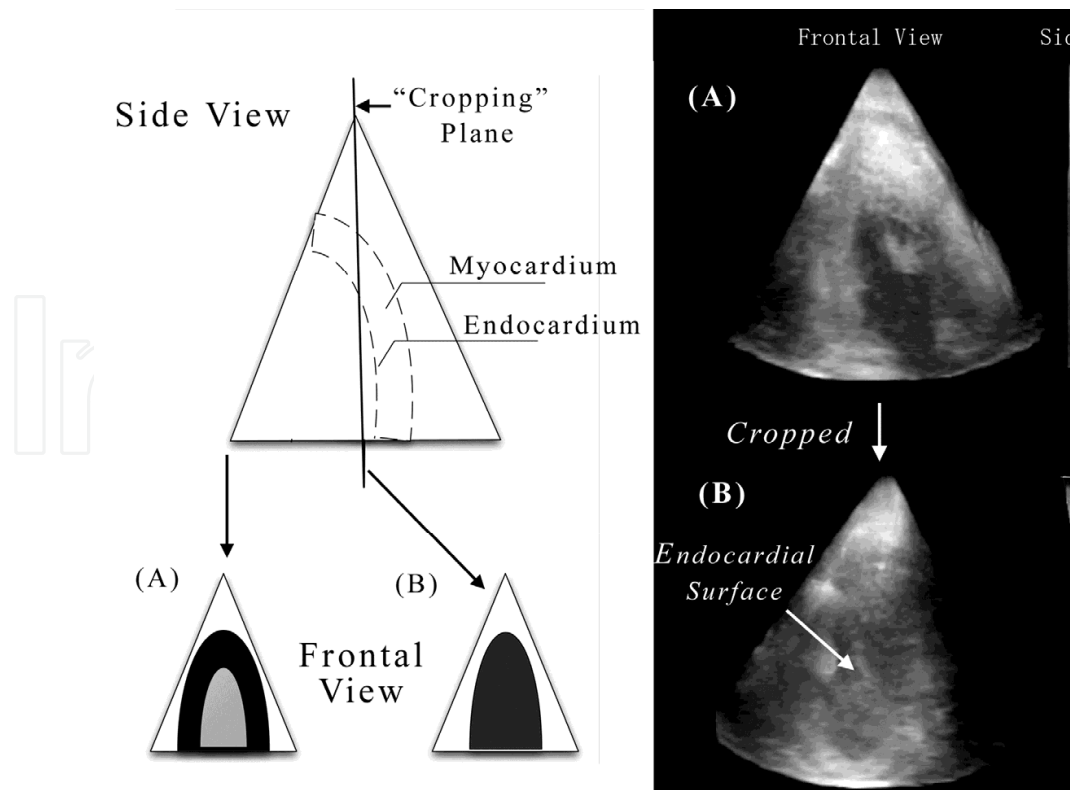 Side View
“Cropping”
Plane
Myocardium
Endocardium
(A)
(B)
Frontal
View
Frontal View
(A)
Cropped
(B)
Endocardial
Surface